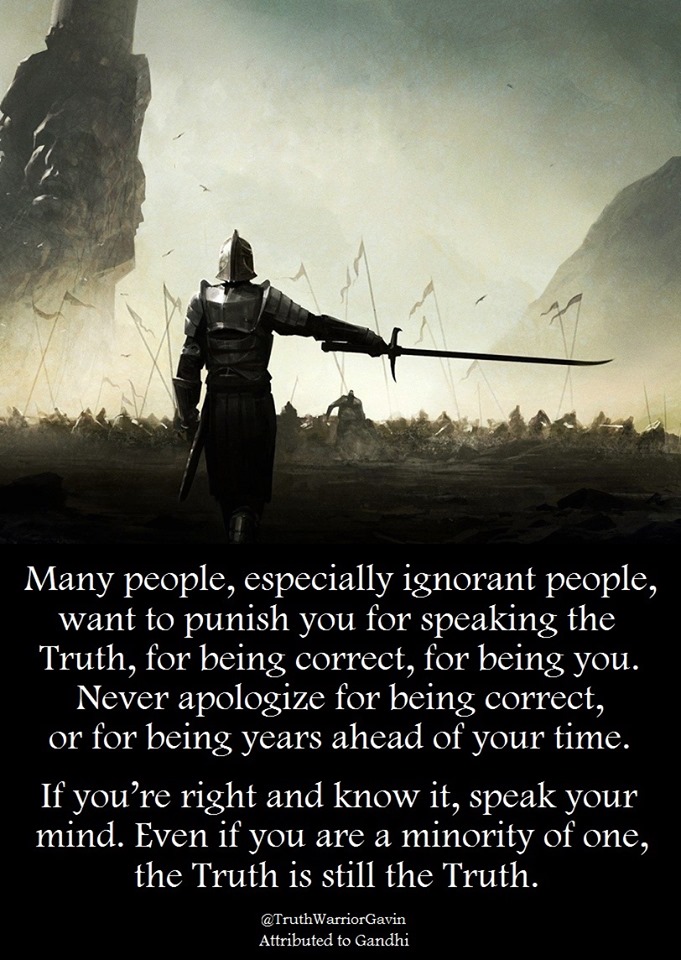 Many people, especially ignorant people,
want to punish you for speaking the
Truth, for being correct, for being you.
Never apologize for being correct,
or for being years ahead of your time.
If you’re right and know it, speak your
mind. Even if you are a minority of one,
the Truth is still the Truth.
@TruthWarriorGavin
Attributed to Gandhi